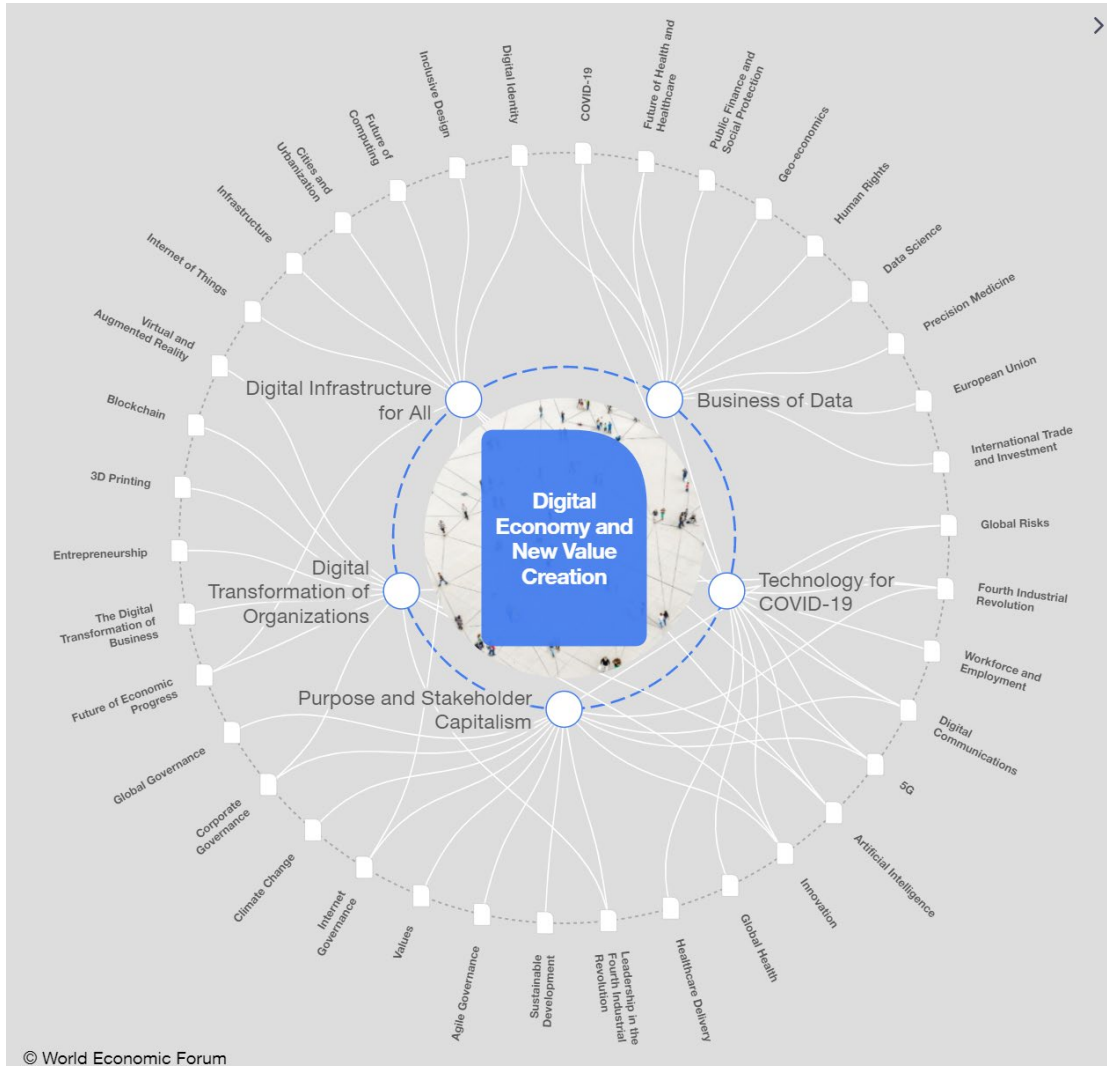 Digital
Economy and
New Value
Creation
Digital Infrastructure
for All
Business of Data
Technology for
COVID-19
Purpose and Stakeholder
Capitalism
Digital
Transformation of
Organizations
COVID-19
Future of Health and
Healthcare
Public Finance and
Social Protection
Geo-economics
Human Rights
Data Science
Precision Medicine
European Union
International Trade
and Investment
Global Risks
Fourth Industrial
Revolution
Workforce and
Employment
Digital
Communications
5G
Artificial Intelligence
Innovation
Global Health
Healthcare Delivery
Leadership in the
Fourth Industrial
Revolution
Sustainable
Development
Agile Governance
Values
Internet
Governance
Climate Change
Corporate
Governance
Global Governance
Future of Economic
Progress
The Digital
Transformation of
Business
Entrepreneurship
3D Printing
Blockchain
Virtual and
Augmented Reality
Internet of Things
Infrastructure
Cities and
Urbanization
Future of
Computing
Inclusive Design
Digital Identity
© World Economic Forum